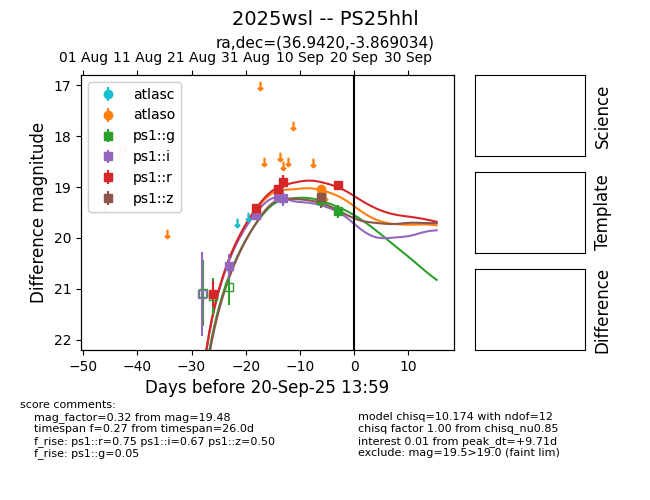 2025wsl -- PS25hhl
ra,dec=(36.9420,-3.869034)
01 Aug 11 Aug 21 Aug 31 Aug 10 Sep 20 Sep 30 Sep
17
18
19
20
21
22
Difference magnitude
atlasc
atlaso
ps1::g
ps1::i
ps1::r
ps1::z
−50 −40 −30 −20 −10 0 10
Days before 20-Sep-25 13:59
Science
Template
Difference
score comments:
mag_factor=0.32 from mag=19.48
timespan f=0.27 from timespan=26.0d
f_rise: ps1::r=0.75 ps1::i=0.67 ps1::z=0.50
f_rise: ps1::g=0.05
model chisq=10.174 with ndof=12
chisq factor 1.00 from chisq_nu0.85
interest 0.01 from peak_dt=+9.71d
exclude: mag=19.5>19.0 (faint lim)